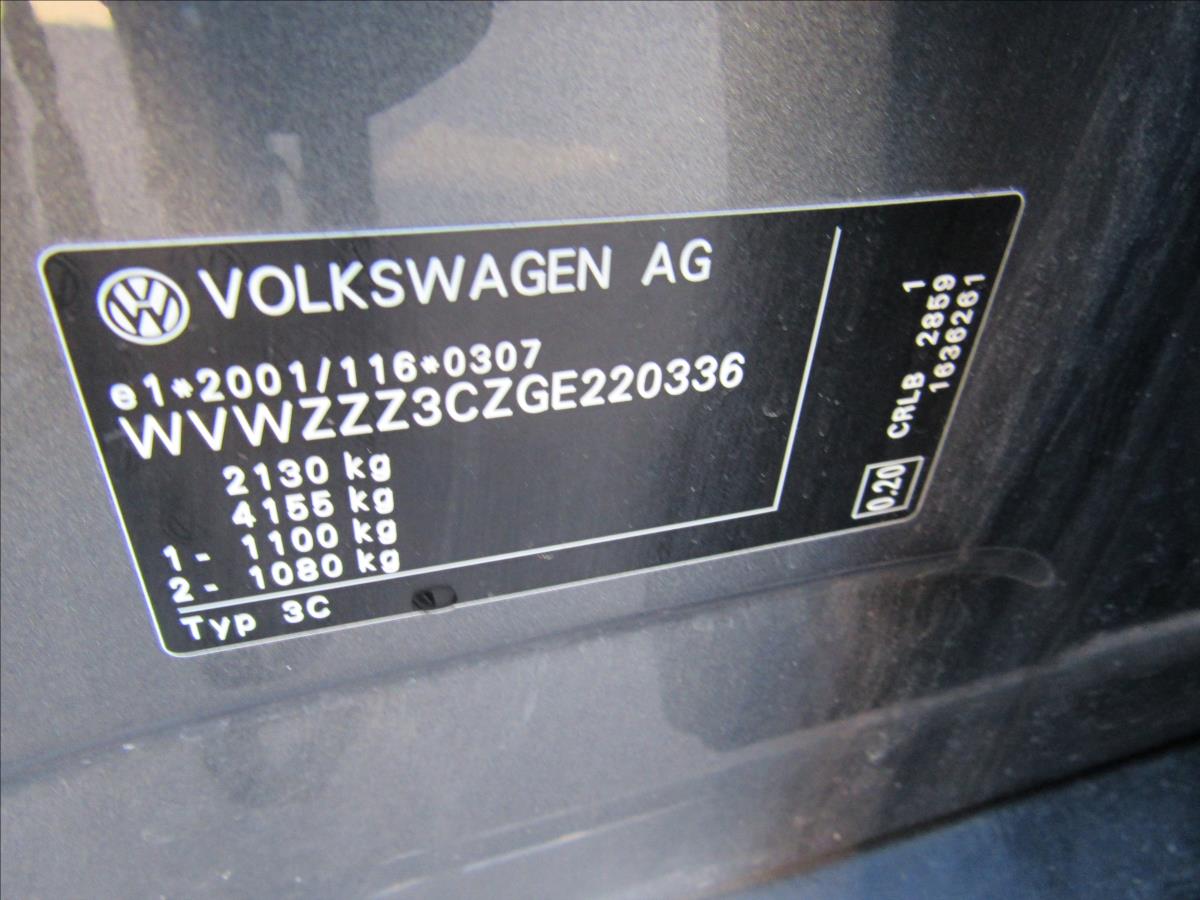 VOLKSWAGEN AG
e1*2001/116*0307
WVWZZZ3CZGE220336
2130 kg
4155 kg
1- 1100 kg
2- 1080 kg
Typ 3C
0.20
CRLB 2859 1
1636261